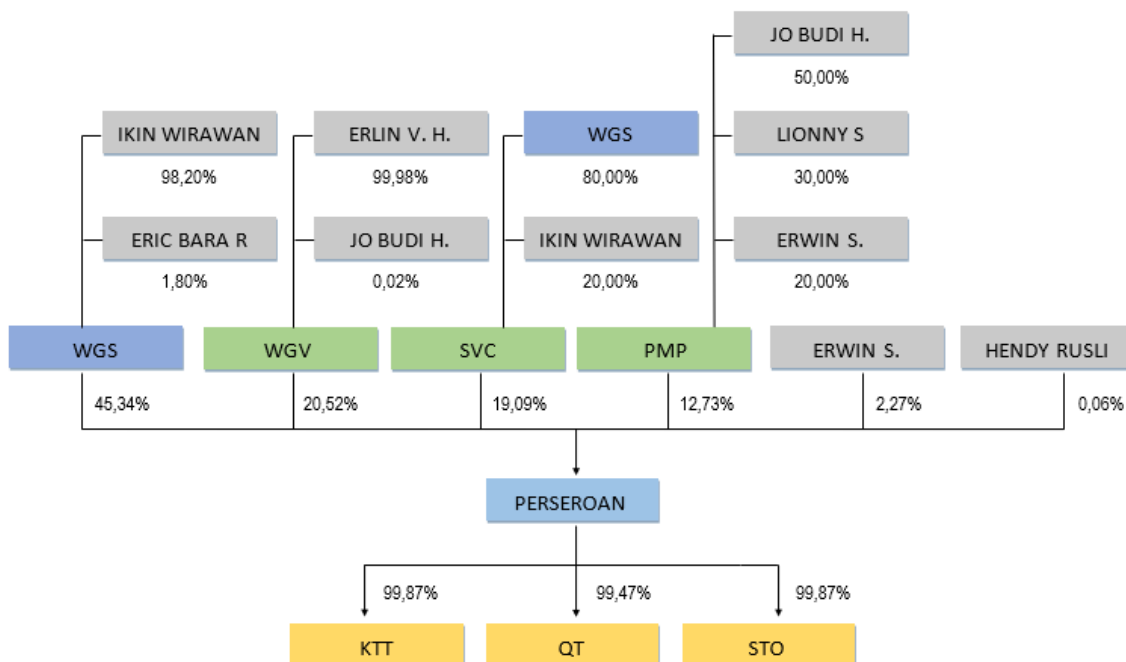 JO BUDI H.
50,00%
IKIN WIRAWAN
ERLIN V. H.
WGS
LIONNY S
98,20%
99,98%
80,00%
30,00%
ERIC BARA R
JO BUDI H.
IKIN WIRAWAN
ERWIN S.
1,80%
0,02%
20,00%
20,00%
WGS
WGV
SVC
PMP
ERWIN S.
HENDY RUSLI
45,34%
20,52%
19,09%
12,73%
2,27%
0,06%
PERSEROAN
99,87%
99,47%
99,87%
KTT
QT
STO